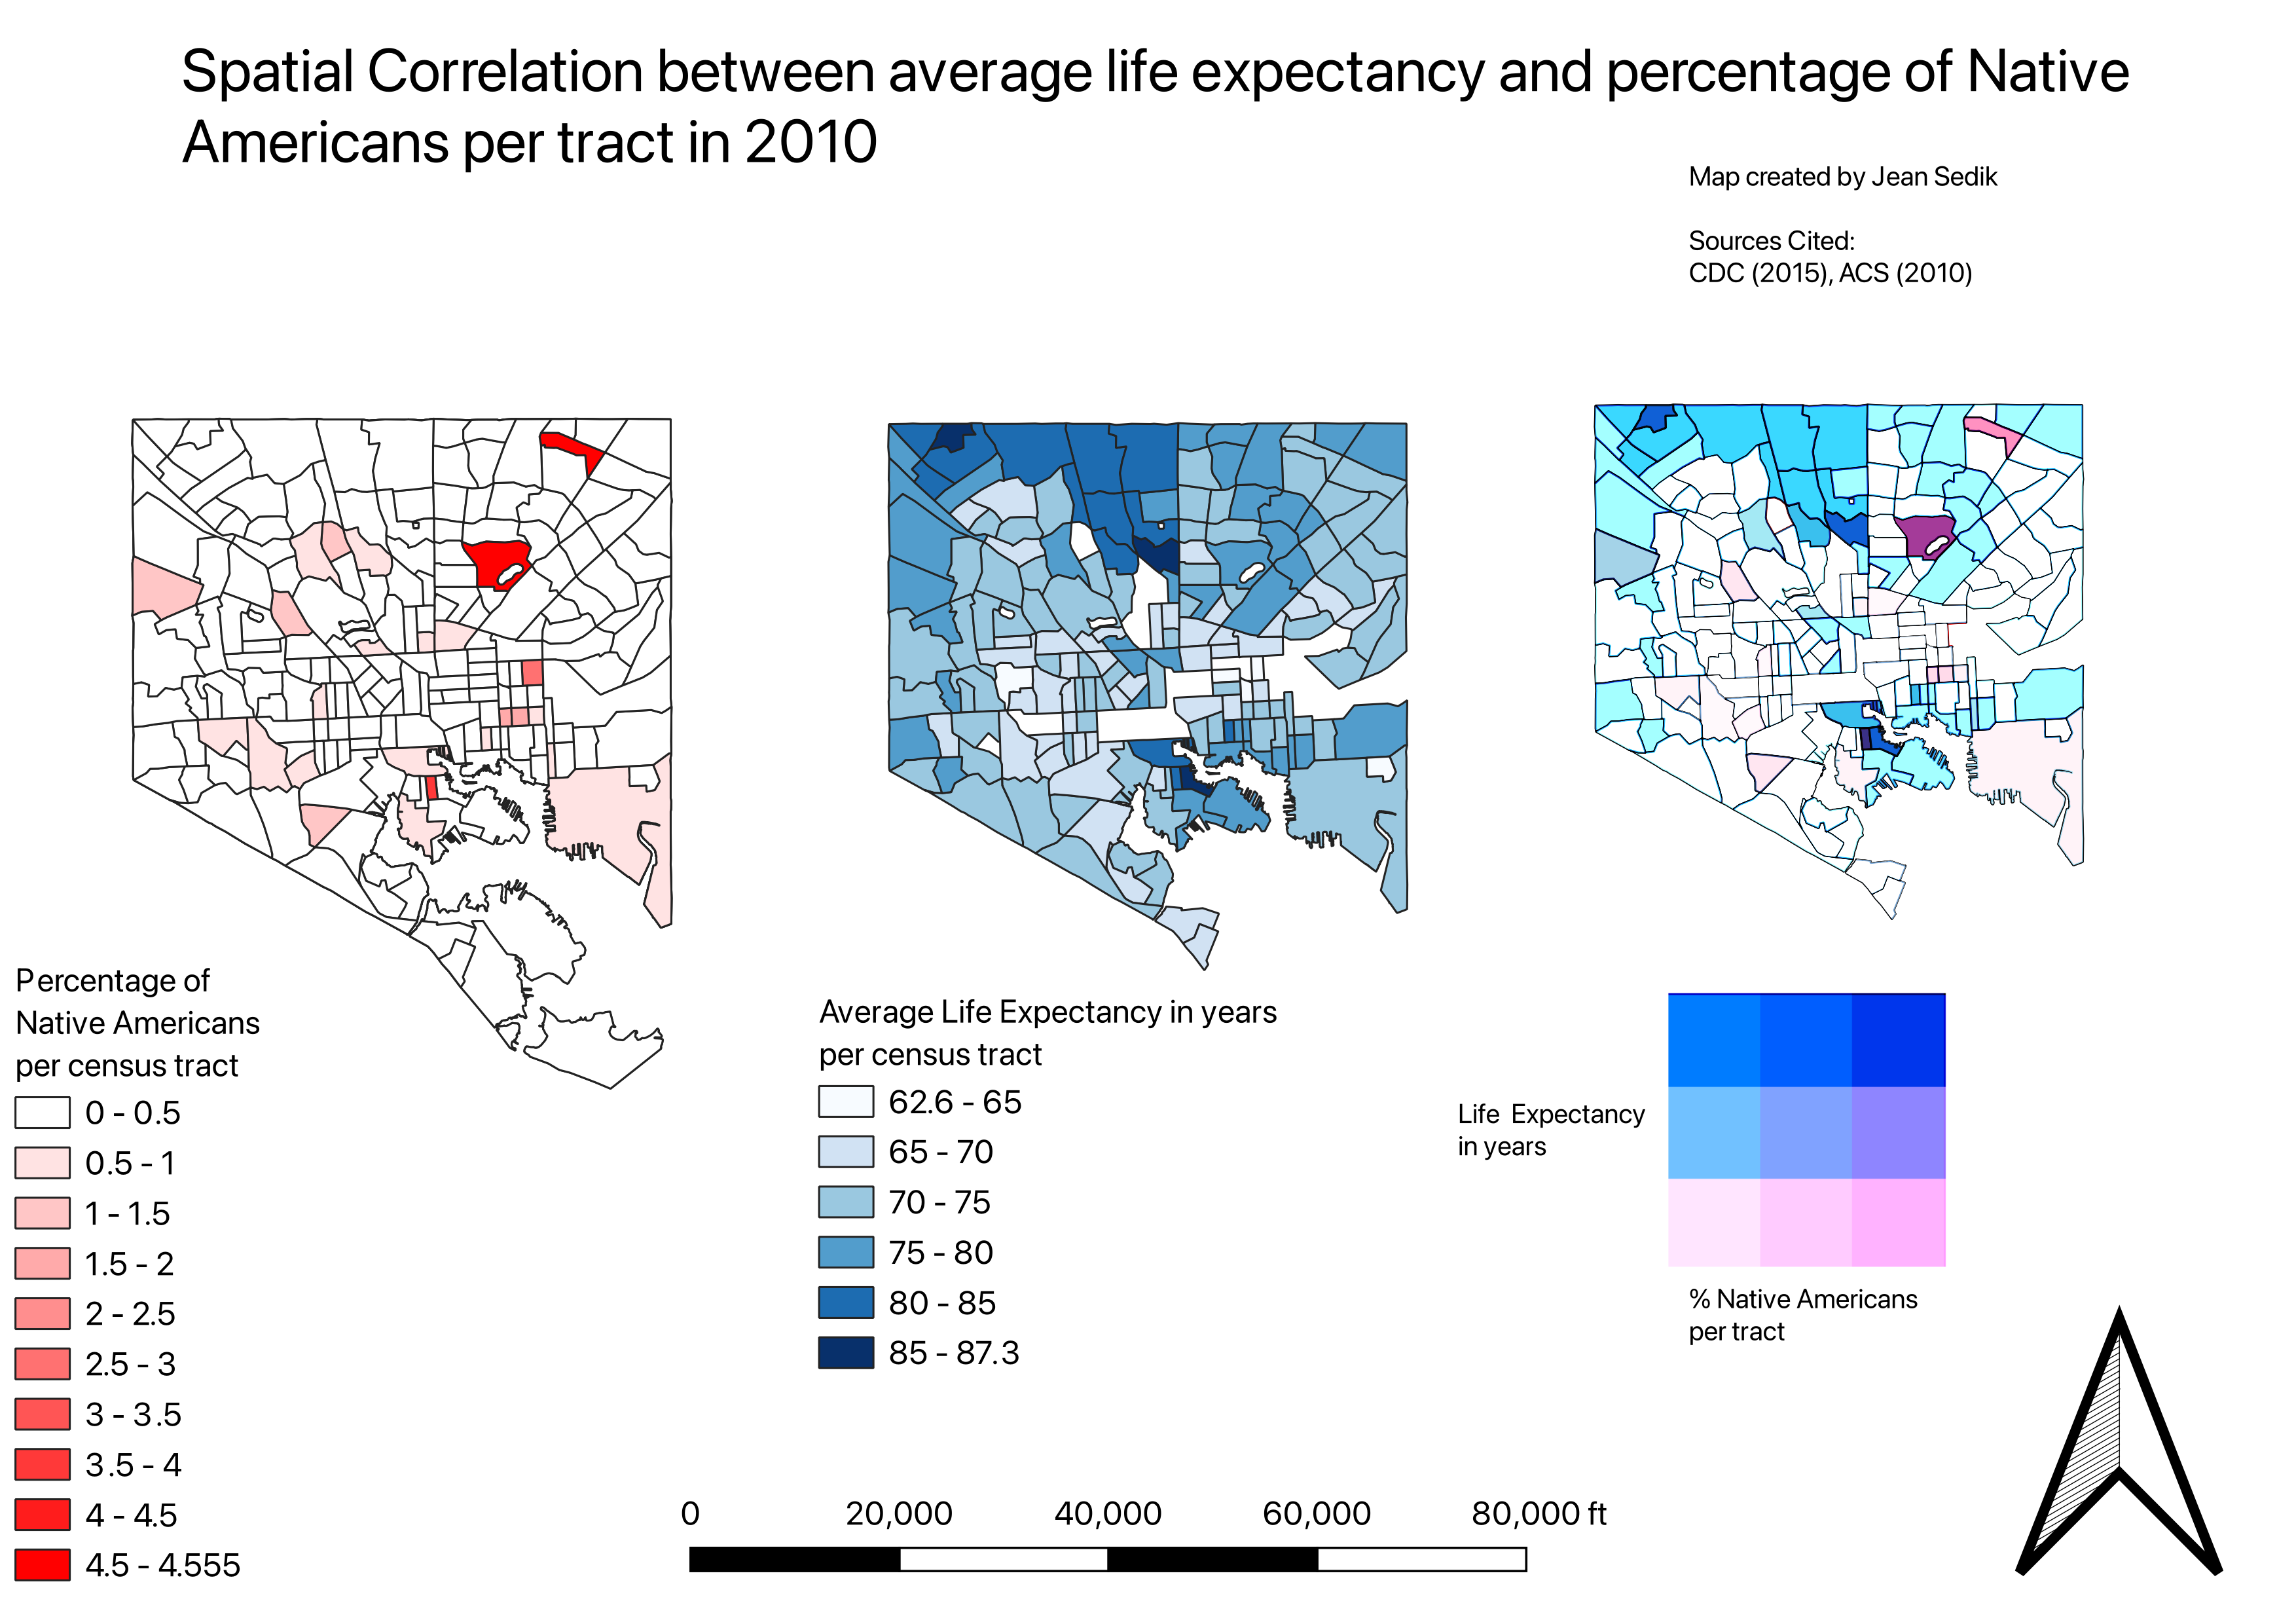 Spatial Correlation between average life expectancy and percentage of Native
Americans per tract in 2010
Map created by Jean Sedik
Sources Cited:
CDC (2015), ACS (2010)
Percentage of
Native Americans
per census tract
0 - 0.5
0.5 - 1
1 - 1.5
1.5 - 2
2 - 2.5
2.5 - 3
3 - 3.5
3.5 - 4
4 - 4.5
4.5 - 4.555
Average Life Expectancy in years
per census tract
62.6 - 65
65 - 70
70 - 75
75 - 80
80 - 85
85 - 87.3
Life Expectancy
in years
% Native Americans
per tract
0 20,000 40,000 60,000 80,000 ft